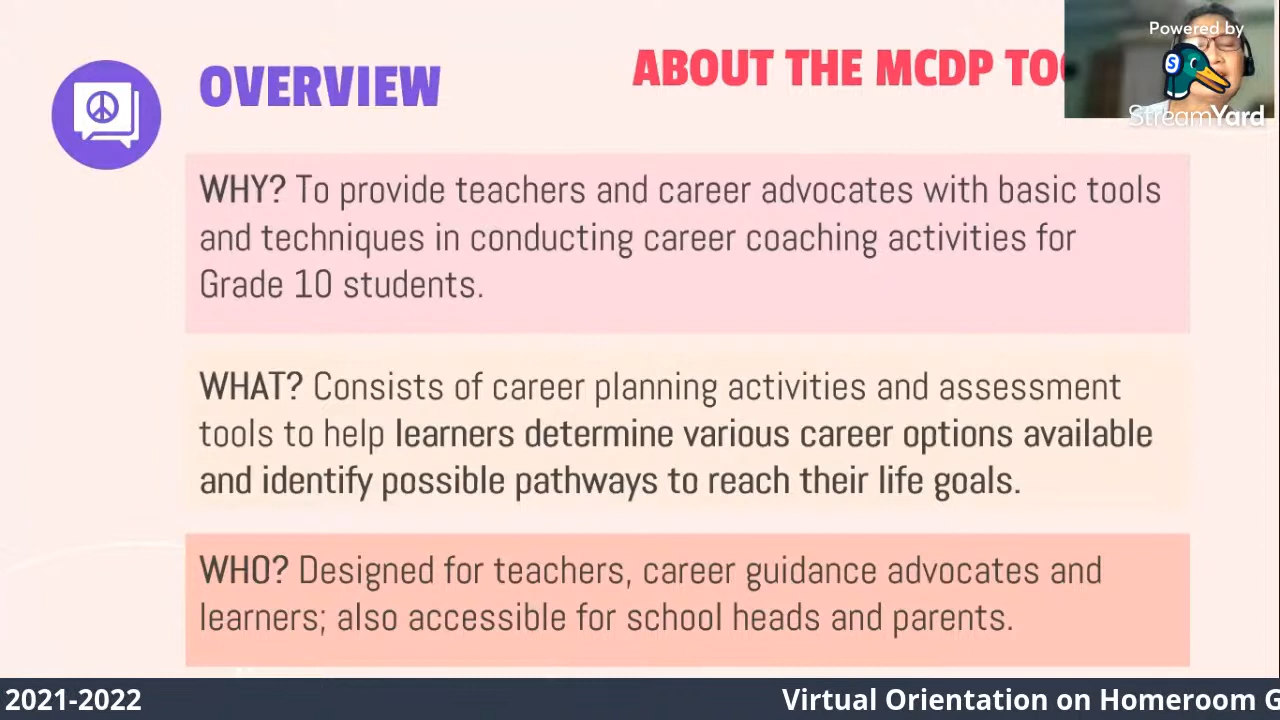 Powered by
StreamYard
OVERVIEW
ABOUT THE MCDP
WHY? To provide teachers and career advocates with basic tools
and techniques in conducting career coaching activities for
Grade 10 students.
WHAT? Consists of career planning activities and assessment
tools to help learners determine various career options available
and identify possible pathways to reach their life goals.
WHO? Designed for teachers, career guidance advocates and
learners; also accessible for school heads and parents.
2021-2022
Virtual Orientation on Homeroom